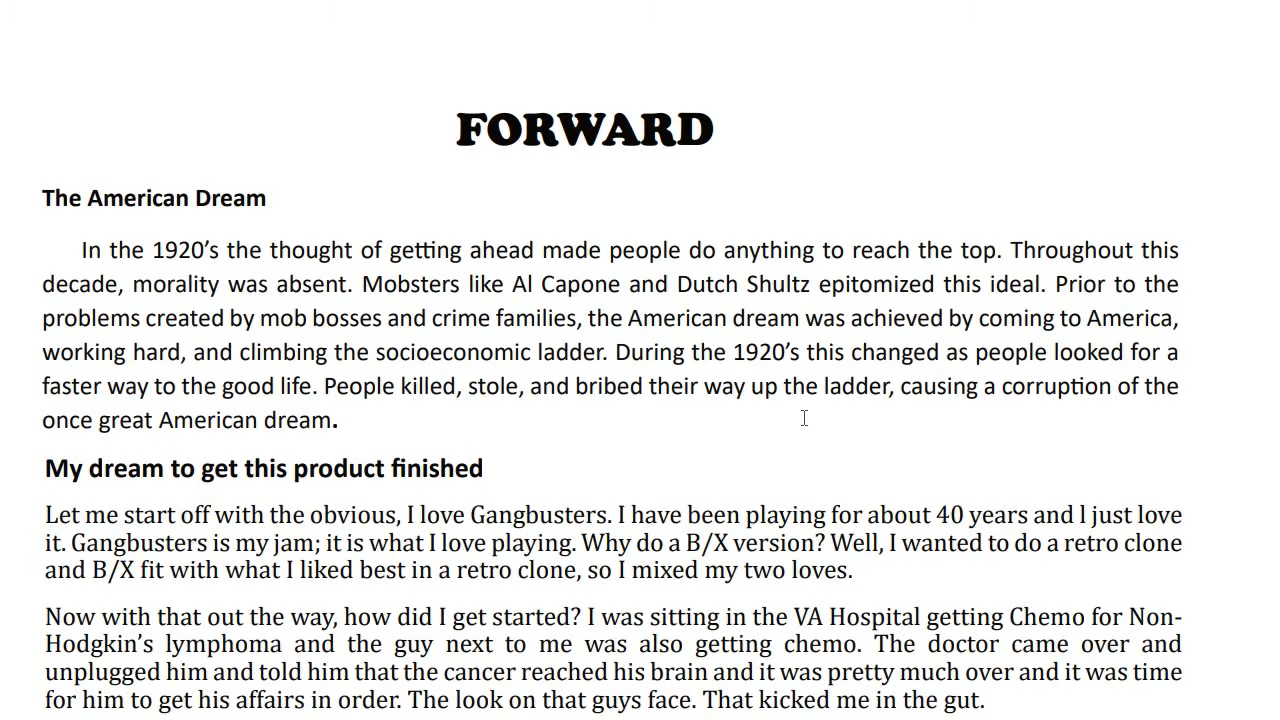 FORWARD
The American Dream
In the 1920’s the thought of getting ahead made people do anything to reach the top. Throughout this
decade, morality was absent. Mobsters like Al Capone and Dutch Shultz epitomized this ideal. Prior to the
problems created by mob bosses and crime families, the American dream was achieved by coming to America,
working hard, and climbing the socioeconomic ladder. During the 1920’s this changed as people looked for a
faster way to the good life. People killed, stole, and bribed their way up the ladder, causing a corruption of the
once great American dream.
My dream to get this product finished
Let me start off with the obvious, I love Gangbusters. I have been playing for about 40 years and l just love
it. Gangbusters is my jam; it is what I love playing. Why do a B/X version? Well, I wanted to do a retro clone
and B/X fit with what I liked best in a retro clone, so I mixed my two loves.
Now with that out the way, how did I get started? I was sitting in the VA Hospital getting Chemo for Non-
Hodgkin’s lymphoma and the guy next to me was also getting chemo. The doctor came over and
unplugged him and told him that the cancer reached his brain and it was pretty much over and it was time
for him to get his affairs in order. The look on that guys face. That kicked me in the gut.